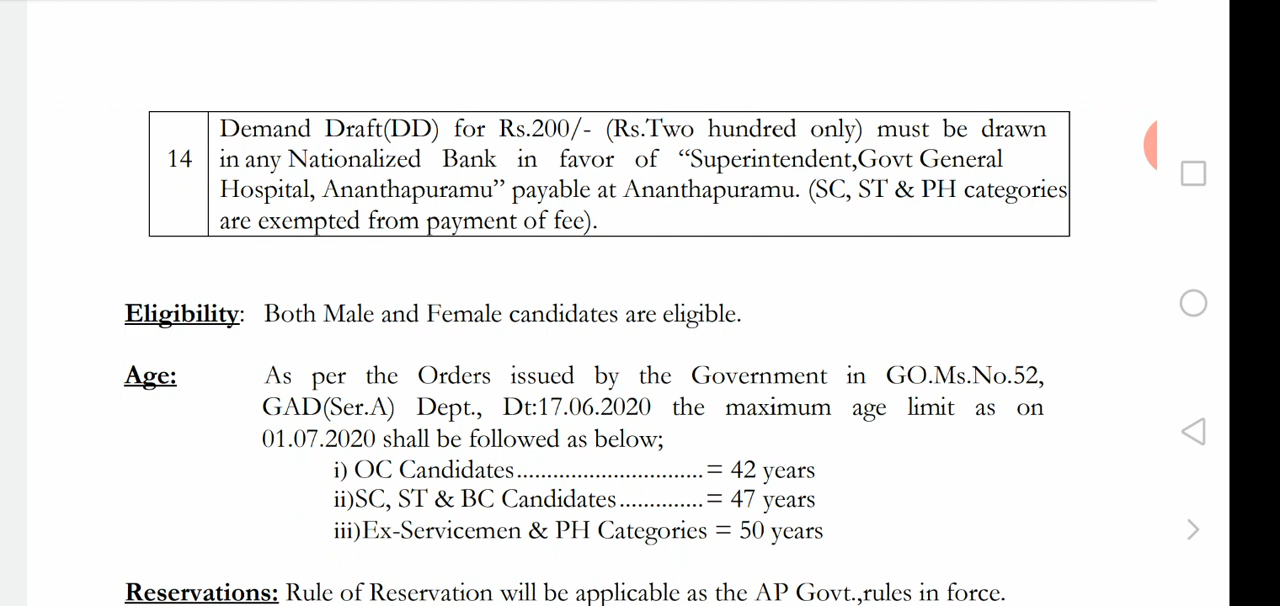 Demand Draft(DD) for Rs.200/- (Rs.Two hundred only) must be drawn
14 in any Nationalized Bank in favor of “Superintendent,Govt General
Hospital, Ananthapuramu” payable at Ananthapuramu. (SC, ST & PH categories
are exempted from payment of fee).
Eligibility: Both Male and Female candidates are eligible.
Age: As per the Orders issued by the Government in GO.Ms.No.52,
GAD(Ser.A) Dept., Dt:17.06.2020 the maximum age limit as on
01.07.2020 shall be followed as below;
i) OC Candidates.............................. = 42 years
ii)SC, ST & BC Candidates.............. = 47 years
iii)Ex-Servicemen & PH Categories = 50 years
Reservations: Rule of Reservation will be applicable as the AP Govt.,rules in force.